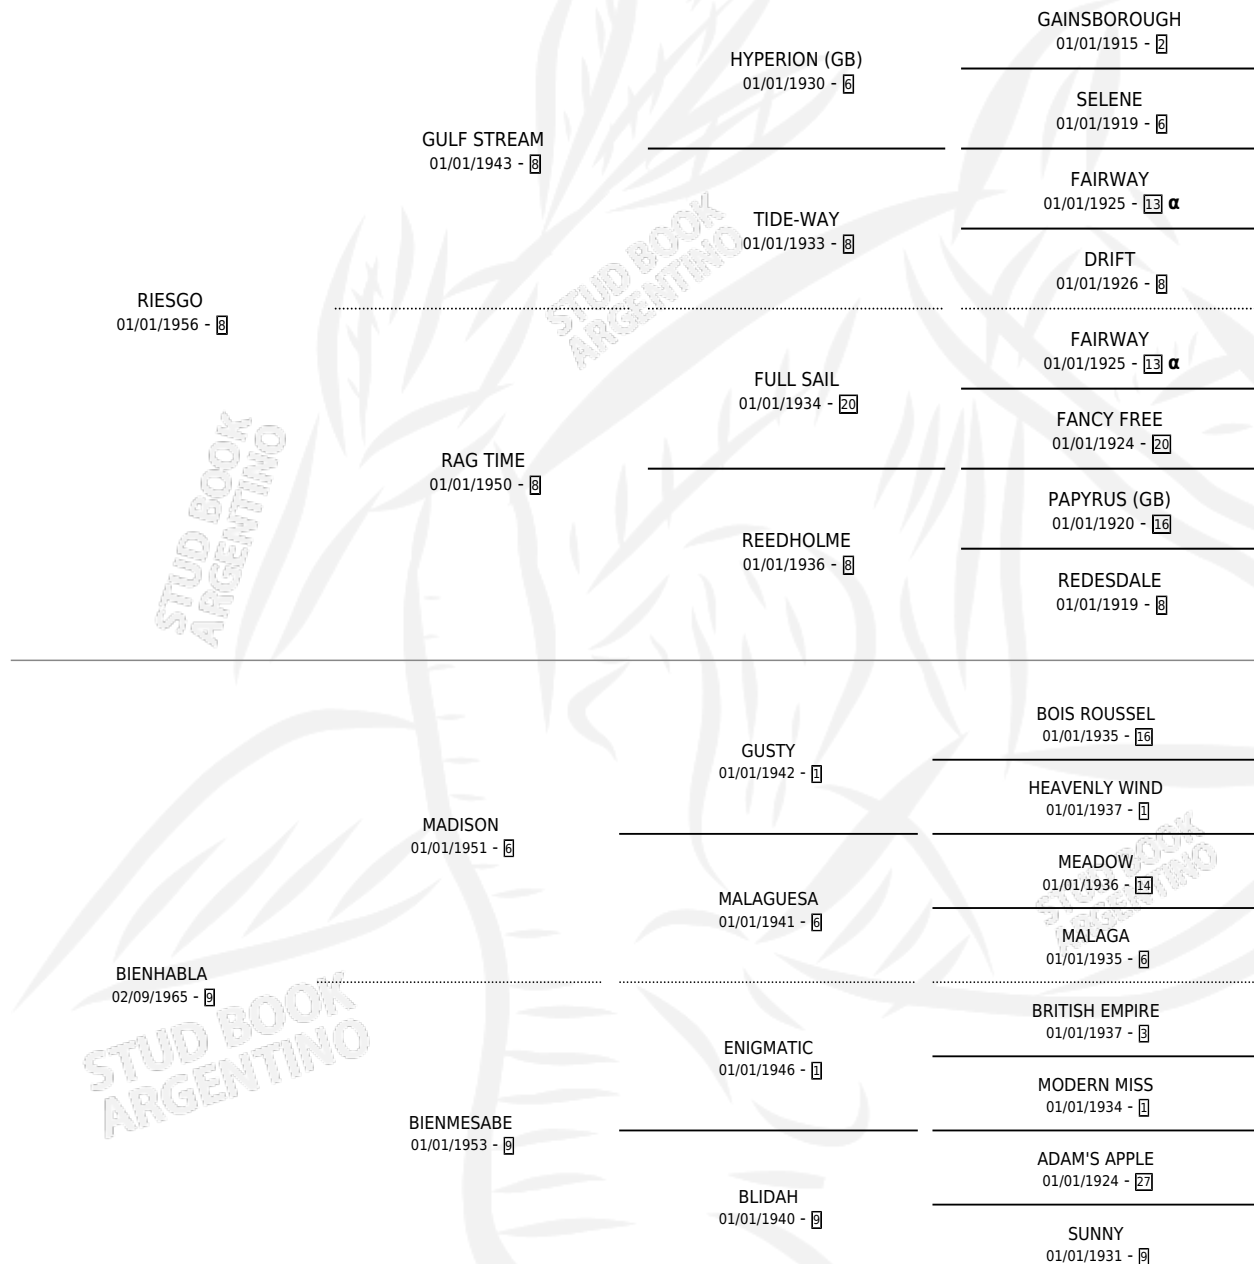 GAINSBOROUGH
01/01/1915 - 2
HYPERION (GB)
01/01/1930 - 6
SELENE
01/01/1919 - 6
GULF STREAM
01/01/1943 - 8
FAIRWAY
01/01/1925 - 13 α
TIDE-WAY
01/01/1933 - 8
DRIFT
01/01/1926 - 8
RIESGO
01/01/1956 - 8
FAIRWAY
01/01/1925 - 13 α
FULL SAIL
01/01/1934 - 20
FANCY FREE
01/01/1924 - 20
RAG TIME
01/01/1950 - 8
PAPYRUS (GB)
01/01/1920 - 16
REEDHOLME
01/01/1936 - 8
REDESDALE
01/01/1919 - 8
BOIS ROUSSEL
01/01/1935 - 16
GUSTY
01/01/1942 - 1
HEAVENLY WIND
01/01/1937 - 1
MADISON
01/01/1951 - 6
MEADOW
01/01/1936 - 14
MALAGUESA
01/01/1941 - 6
MALAGA
01/01/1935 - 6
BIENHABLA
02/09/1965 - 9
BRITISH EMPIRE
01/01/1937 - 3
ENIGMATIC
01/01/1946 - 1
MODERN MISS
01/01/1934 - 1
BIENMESABE
01/01/1953 - 9
ADAM'S APPLE
01/01/1924 - 27
BLIDAH
01/01/1940 - 9
SUNNY
01/01/1931 - 9
STUD BOOK
ARGENTINO
STUD BOOK
ARGENTINO
STUD BOOK
ARGENTINO
STUD BOOK
ARGENTINO